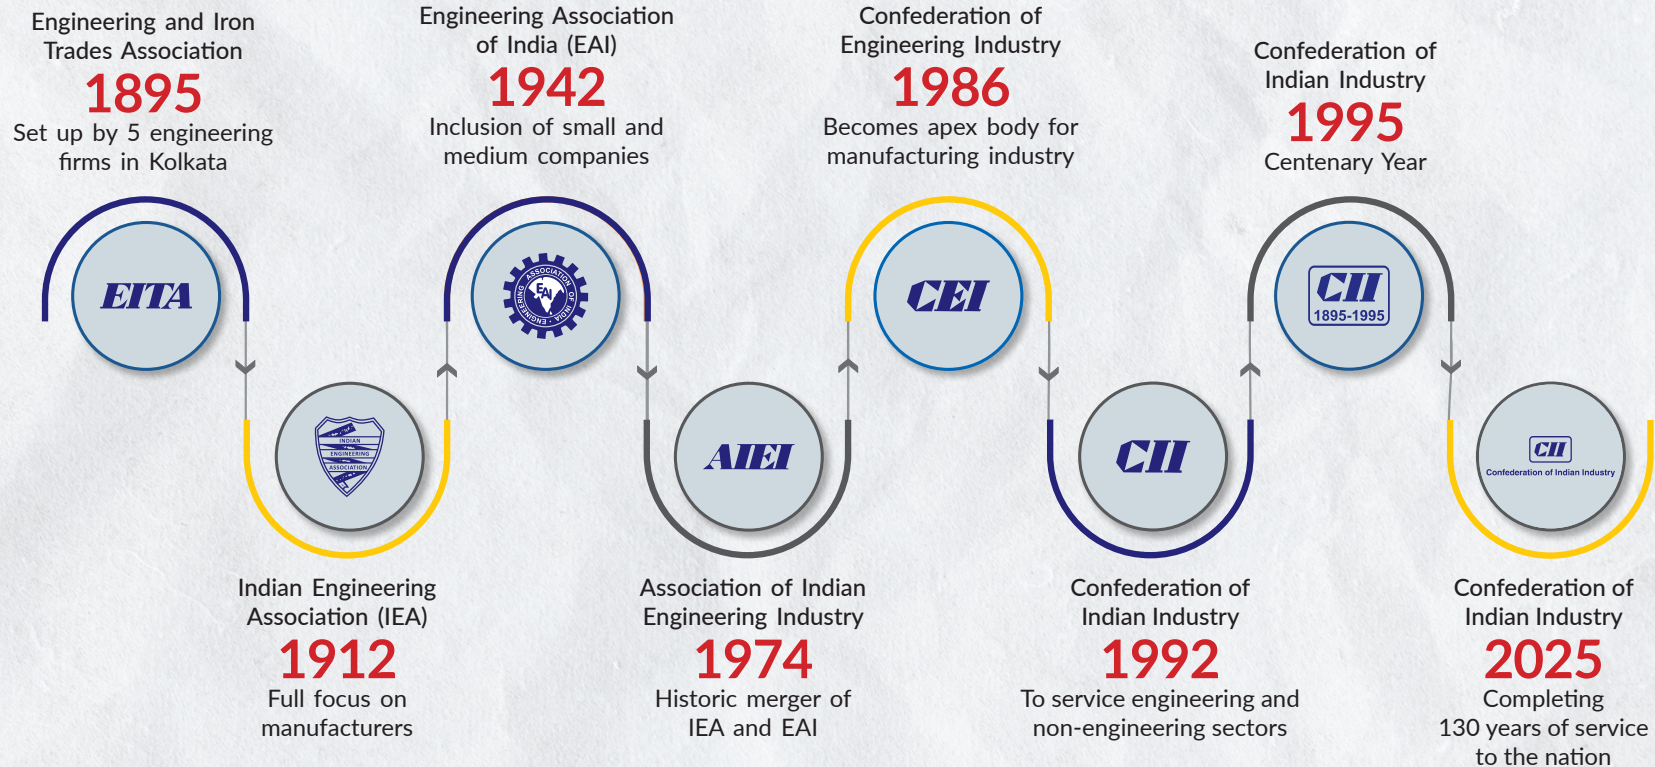 Engineering and Iron
Trades Association
1895
Set up by 5 engineering
firms in Kolkata
EITA
INDIAN
ENGINEERING
ASSOCIATION
Indian Engineering
Association (IEA)
1912
Full focus on
manufacturers
Engineering Association
of India (EAI)
1942
Inclusion of small and
medium companies
ENGINEERING ASSOCIATION OF INDIA
EAI
AIEI
Association of Indian
Engineering Industry
1974
Historic merger of
IEA and EAI
Confederation of
Engineering Industry
1986
Becomes apex body for
manufacturing industry
CEI
CII
Confederation of
Indian Industry
1992
To service engineering and
non-engineering sectors
Confederation of
Indian Industry
1995
Centenary Year
CII
1895-1995
CII
Confederation of Indian Industry
Confederation of
Indian Industry
2025
Completing
130 years of service
to the nation